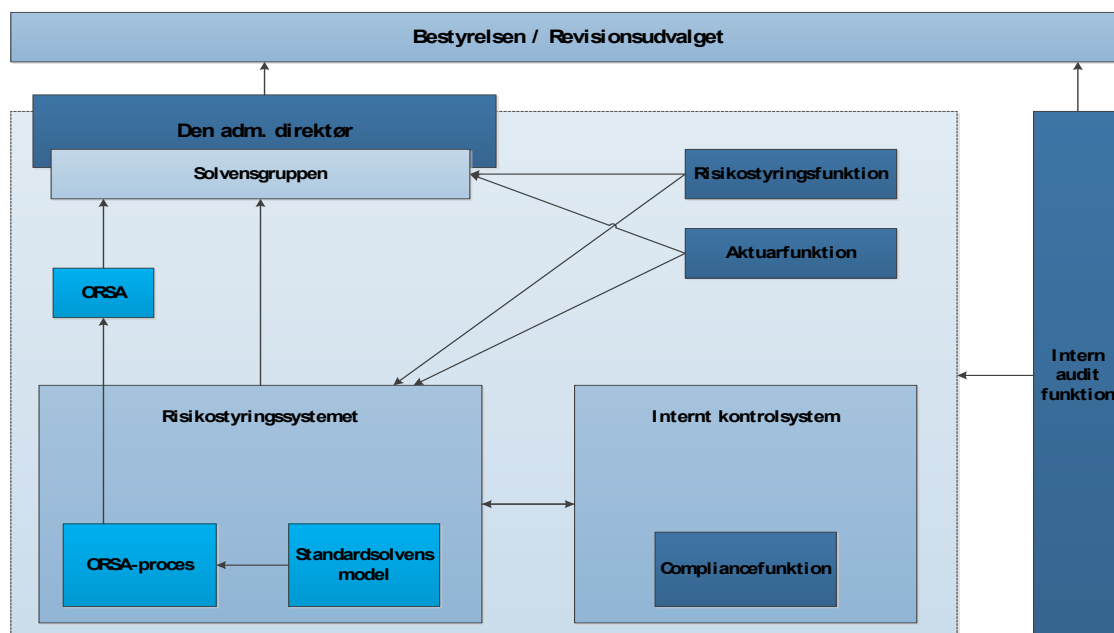 Bestyrelsen / Revisionsudvalget
Den adm. direktør
Solvensgruppen
Risikostyringsfunktion
Aktuarfunktion
ORSA
Intern
audit
funktion
Risikostyringssystemet
Internt kontrolsystem
ORSA-proces
Standardsolvens
model
Compliancefunktion